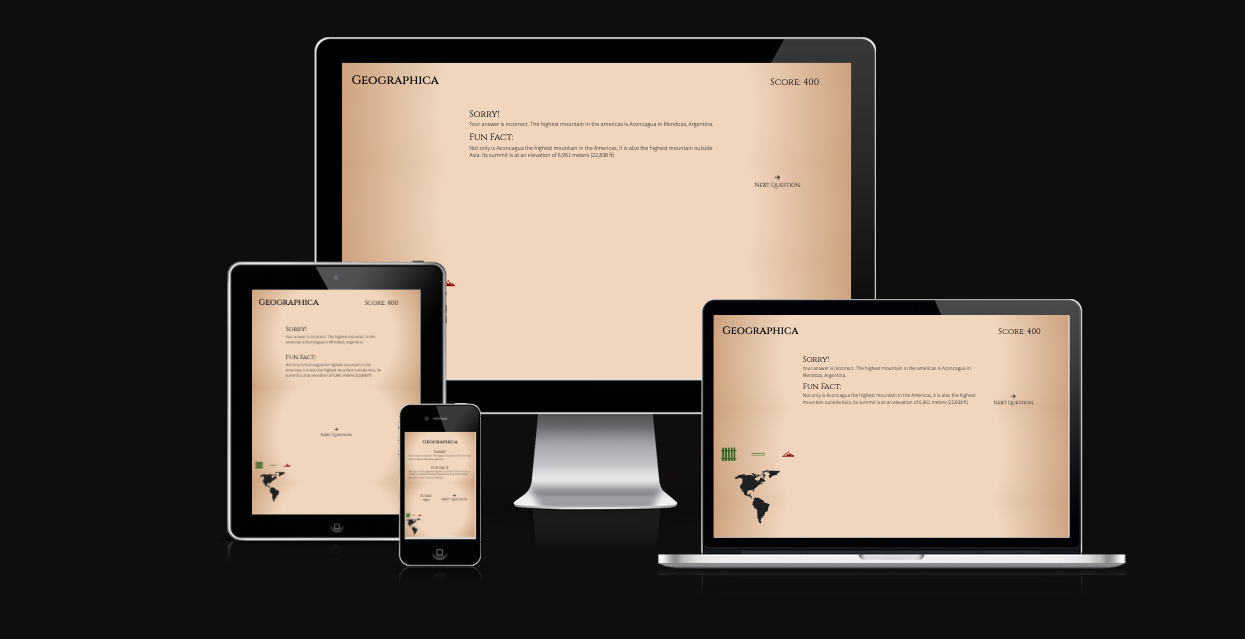 Geographica
Score: 400
Sorry!
Your answer is incorrect. The highest mountain in the americas is Aconcagua in Mendoza, Argentina.
Fun Fact:
Not only is Aconcagua the highest mountain in the Americas, it is also the highest mountain outside
Asia. Its summit is at an elevation of 6,961 meters (22,838 ft)
Next Question
Geographica
Score: 400
Sorry!
Your answer is incorrect. The highest mountain in the
americas is Aconcagua in Mendoza, Argentina.
Fun Fact:
Not only is Aconcagua the highest mountain in the
Americas, it is also the highest mountain outside Asia. Its
summit is at an elevation of 6,961 meters (22,838 ft)
Next Question
Geographica
Sorry!
Fun Fact:
Score:
400
Next Question
Geographica
Score: 400
Sorry!
Your answer is incorrect. The highest mountain in the americas is Aconcagua in
Mendoza, Argentina.
Fun Fact:
Not only is Aconcagua the highest mountain in the Americas, it is also the highest
mountain outside Asia. Its summit is at an elevation of 6,961 meters (22,838 ft)
Next Question